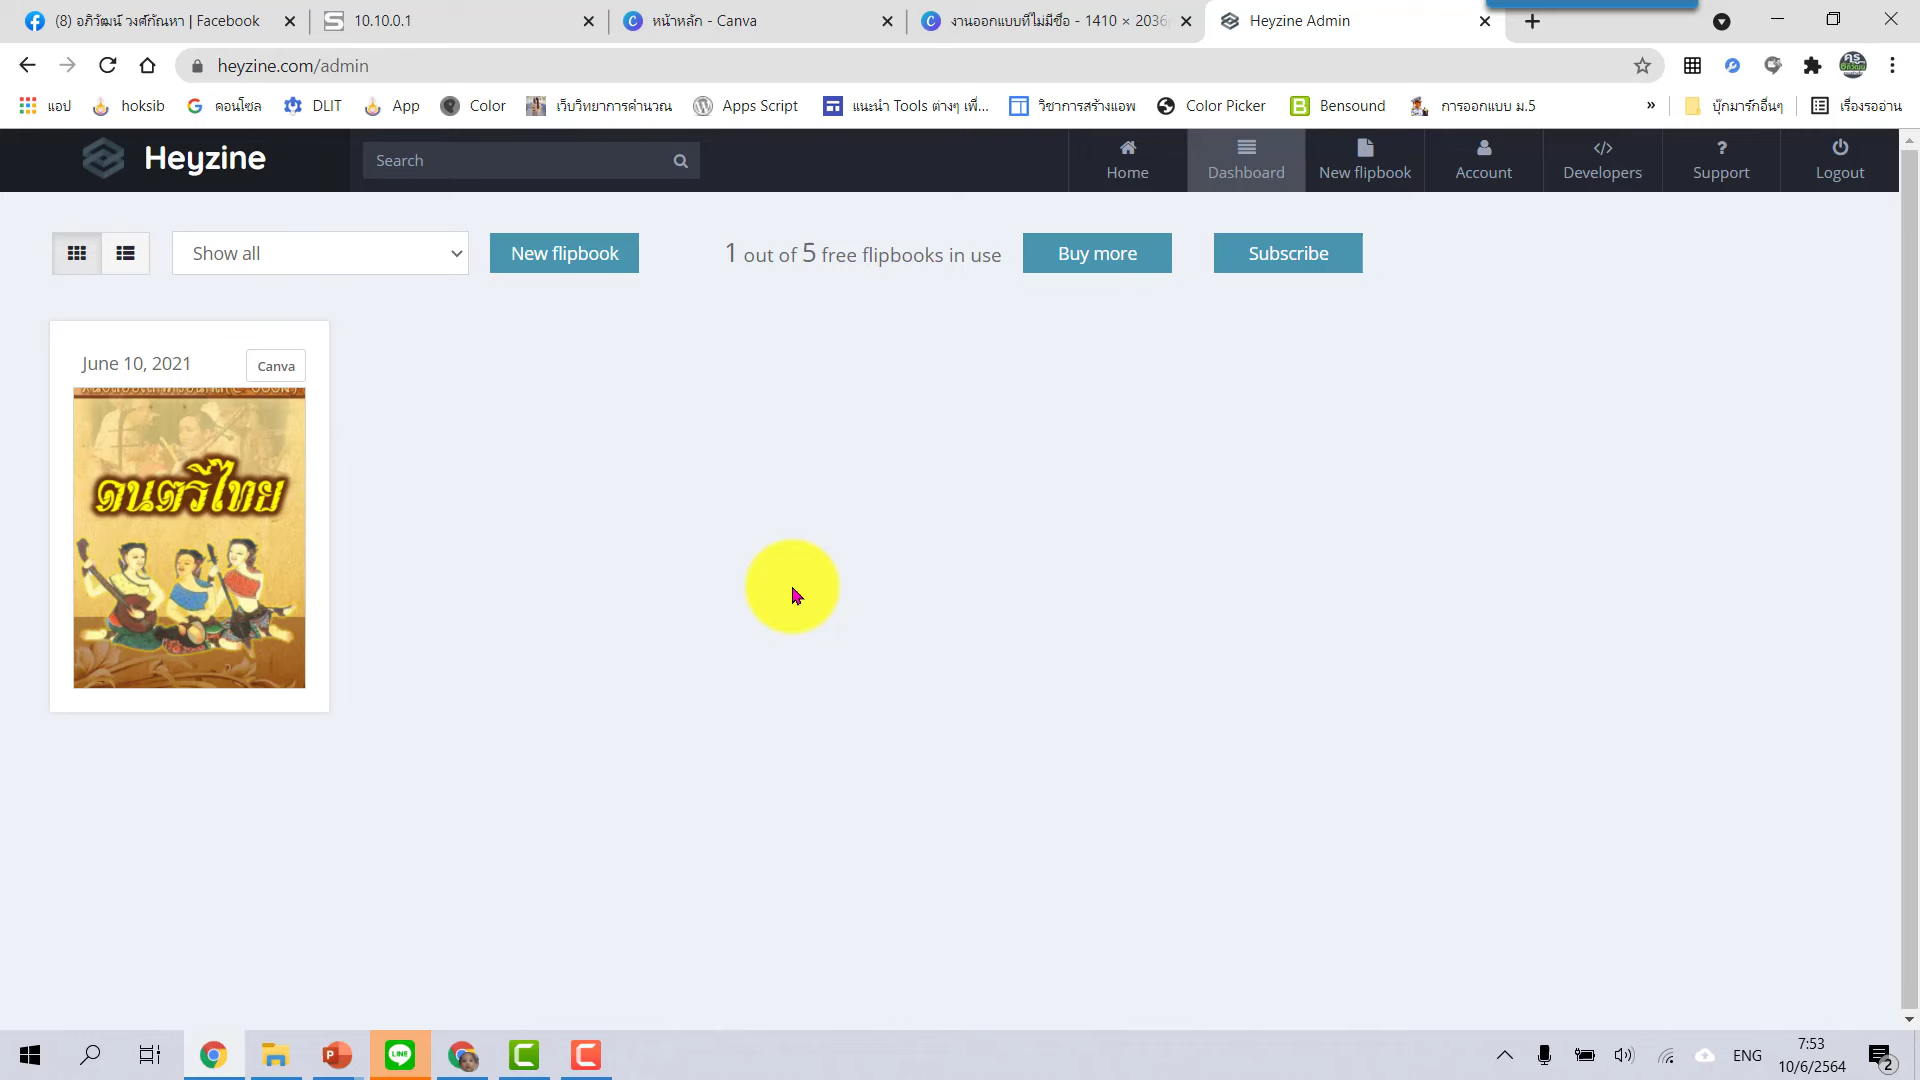 (8) อภิวัฒน์ วงศ์กัณหา | Facebook
10.10.0.1
หน้าหลัก - Canva
งานออกแบบที่ไม่มีชื่อ - 1410 × 2036
Heyzine Admin
heyzine.com/admin
แอป
hoksib
คอนโซล
DLIT
App
Color
เว็บวิทยาการคำนวณ
Apps Script
แนะนำ Tools ต่างๆ เพื่...
วิชาการสร้างแอพ
Color Picker
Bensound
การออกแบบ ม.5
»
บุ๊กมาร์กอื่นๆ
เรื่องรออ่าน
Heyzine
Search
Home
Dashboard
New flipbook
Account
Developers
Support
Logout
Show all
New flipbook
1 out of 5 free flipbooks in use
Buy more
Subscribe
June 10, 2021
Canva
ดนตรีไทย
LINE
ENG
7:53
10/6/2564
2